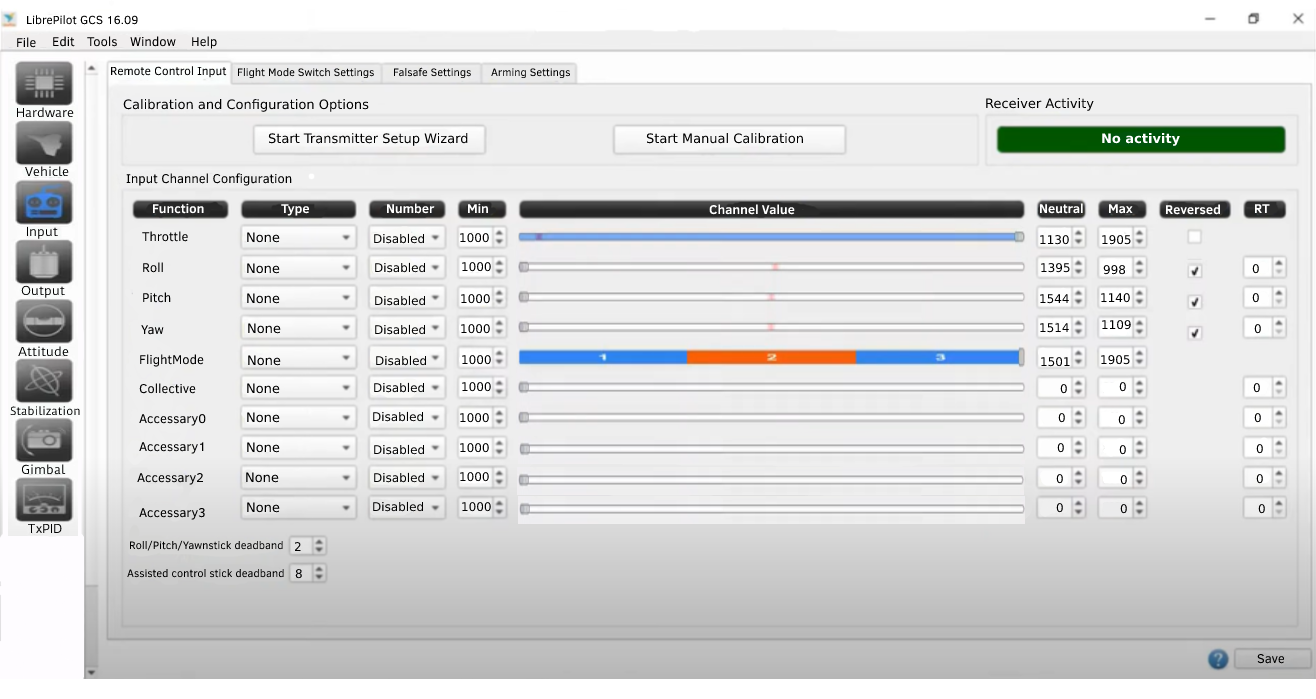 LibrePilot GCS 16.09
File Edit Tools Window Help
Remote Control Input Flight Mode Switch Settings Falsafe Settings Arming Settings
Hardware
Vehicle
Input
Output
Attitude
Stabilization
Gimbal
TxPID
Calibration and Configuration Options Receiver Activity
Start Transmitter Setup Wizard Start Manual Calibration No activity
Input Channel Configuration
Function Type Number Min Channel Value Neutral Max Reversed RT
Throttle None Disabled 1000 1130 1905
Roll None Disabled 1000 1395 998 0
Pitch None Disabled 1000 1544 1140 0
Yaw None Disabled 1000 1514 1109 0
FlightMode None Disabled 1000 1 2 3 1501 1905
Collective None Disabled 1000 0 0 0
Accessary0 None Disabled 1000 0 0 0
Accessary1 None Disabled 1000 0 0 0
Accessary2 None Disabled 1000 0 0 0
Accessary3 None Disabled 1000 0 0 0
Roll/Pitch/Yawnstick deadband 2
Assisted control stick deadband 8
? Save